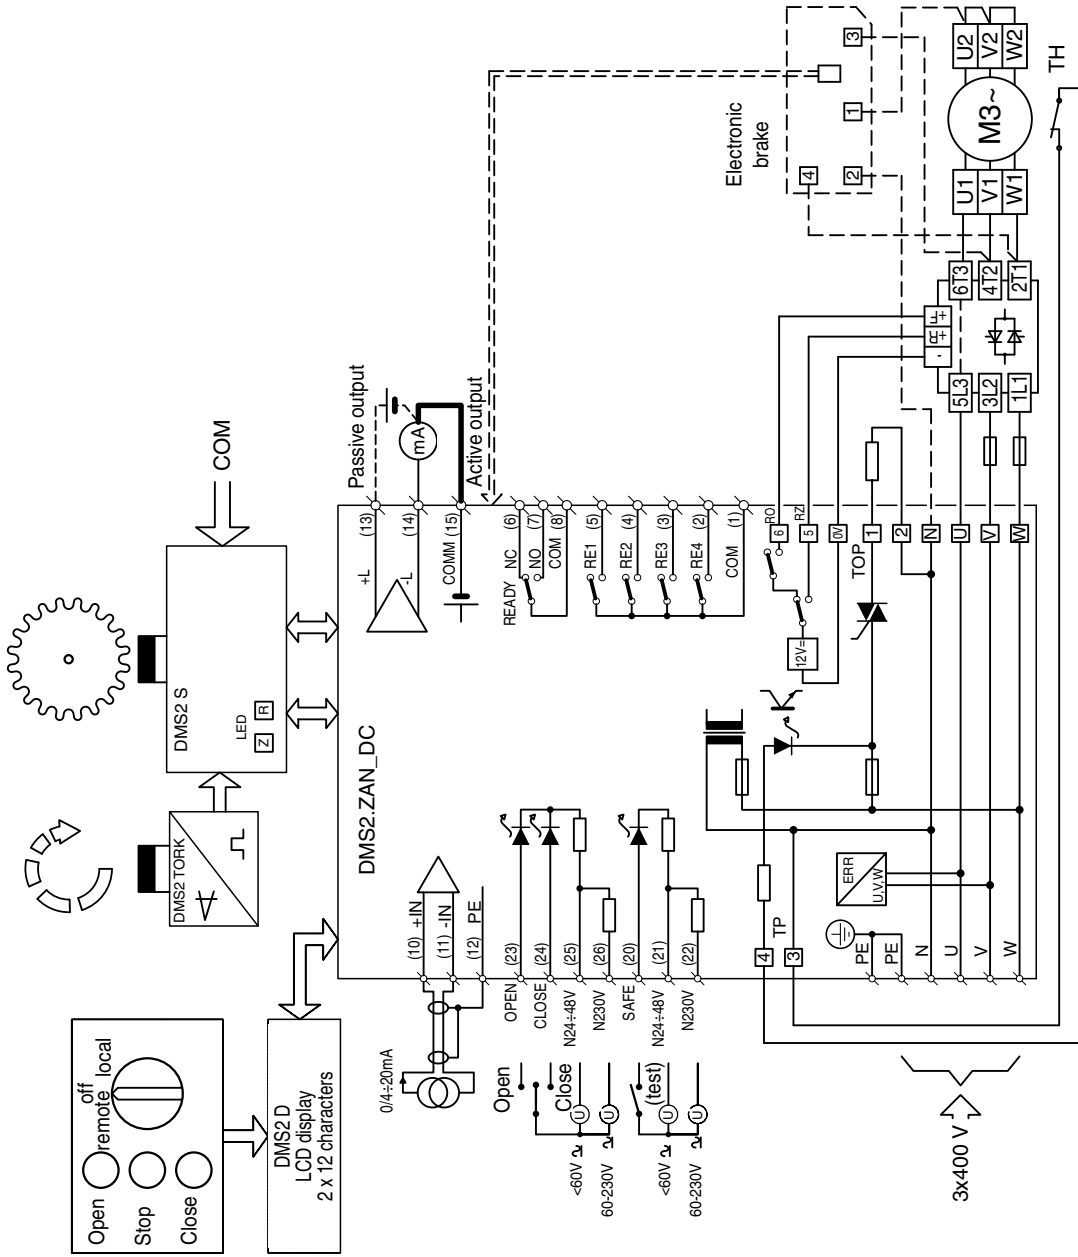 Open
Stop
Close
remote
off
local
DMS2 D
LCD display
2 x 12 characters
DMS2 TORK
DMS2 S
LED
Z
R
COM
DMS2.ZAN_DC
0/4÷20mA
(10)
+IN
(11)
-IN
(12)
PE
OPEN
(23)
CLOSE
(24)
N24÷48V
(25)
N230V
(26)
SAFE
(20)
N24÷48V
(21)
N230V
(22)
Open
Close
U
U
<60V
60-230V
(test)
U
U
<60V
60-230V
+L
(13)
-L
(14)
COMM
(15)
Passive output
mA
Active output
READY
NC
(6)
NO
(7)
COM
(8)
RE1
(5)
RE2
(4)
RE3
(3)
RE4
(2)
COM
(1)
12V=
RO
6
RZ
5
0V
TOP
1
2
N
U
V
W
4
TP
3
ERR
U,V,W
PE
PE
N
U
V
W
3x400 V
Electronic
brake
3
1
4
2
-
+R
+F
5L3
3L2
1L1
6T3
4T2
2T1
U1
V1
W1
M3~
U2
V2
W2
TH